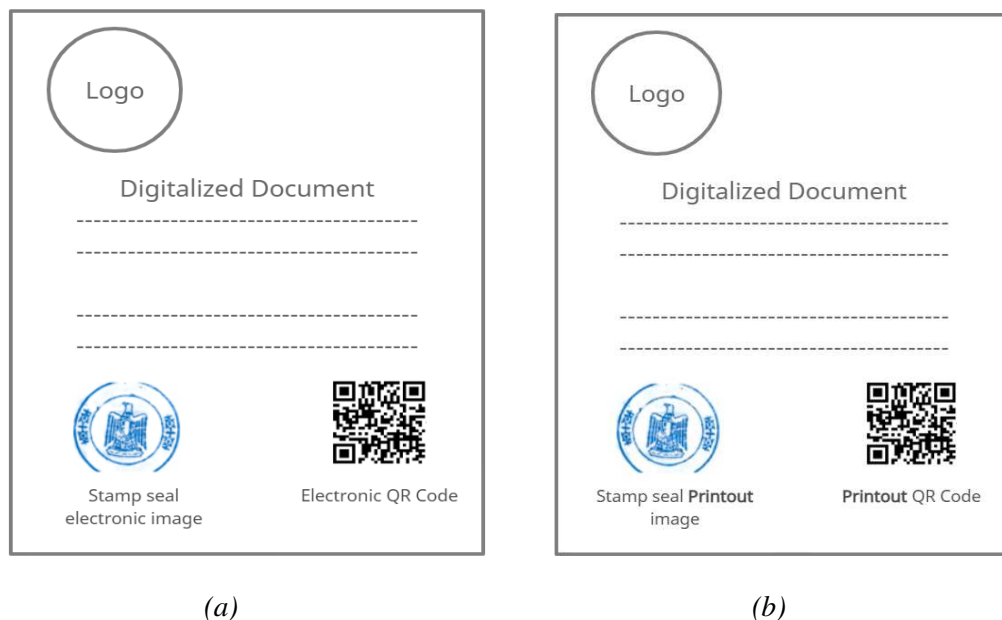 Logo
Digitalized Document
Stamp seal
electronic image
Electronic QR Code
(a)
Logo
Digitalized Document
Stamp seal Printout
image
Printout QR Code
(b)